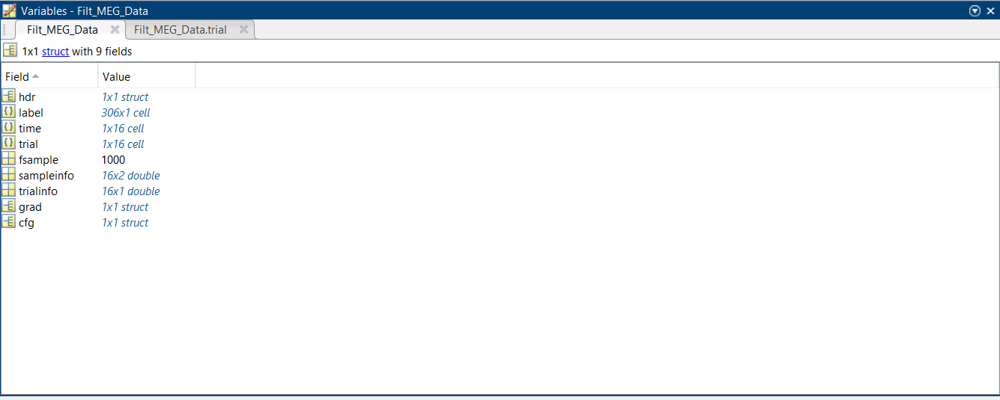 Variables - Filt_MEG_Data
Filt_MEG_Data Filt_MEG_Data.trial
1x1 struct with 9 fields
Field Value
hdr 1x1 struct
label 306x1 cell
time 1x16 cell
trial 1x16 cell
fsample 1000
sampleinfo 16x2 double
trialinfo 16x1 double
grad 1x1 struct
cfg 1x1 struct